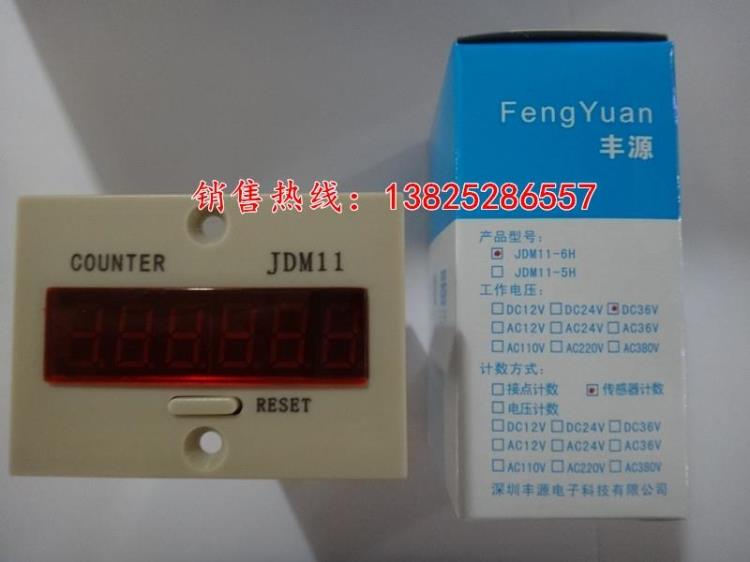 销售热线：13825286557
COUNTER JDM11
RESET
FengYuan
丰源
产品型号：
JDM11-6H
JDM11-5H
工作电压：
DC12V DC24V DC36V
AC12V AC24V AC36V
AC110V AC220V AC380V
计数方式：
接点计数 传感器计数
电压计数
DC12V DC24V DC36V
AC12V AC24V AC36V
AC110V AC220V AC380V
深圳丰源电子科技有限公司